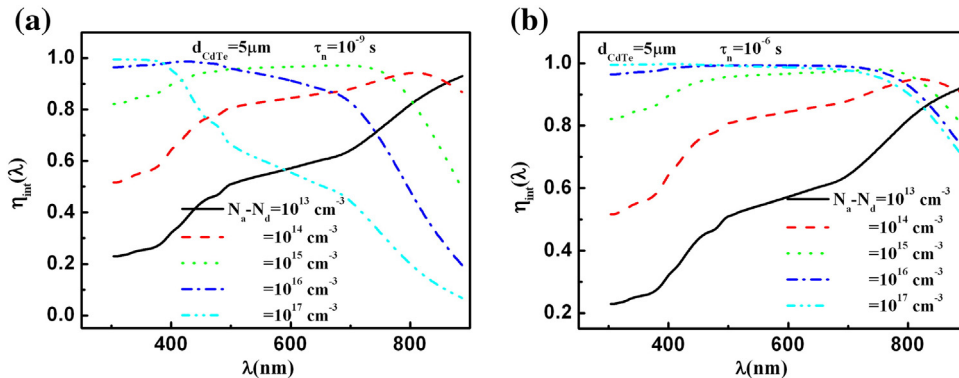 (a)
d_CdTe=5μm τ_n=10^-9 s
1.0
0.8
0.6
0.4
0.2
0.0
η_int(λ)
N_a-N_d=10^13 cm^-3
=10^14 cm^-3
=10^15 cm^-3
=10^16 cm^-3
=10^17 cm^-3
400 600 800
λ(nm)
(b)
d_CdTe=5μm τ_n=10^-6 s
1.0
0.8
0.6
0.4
0.2
η_int(λ)
N_a-N_d=10^13 cm^-3
=10^14 cm^-3
=10^15 cm^-3
=10^16 cm^-3
=10^17 cm^-3
400 600 800
λ(nm)